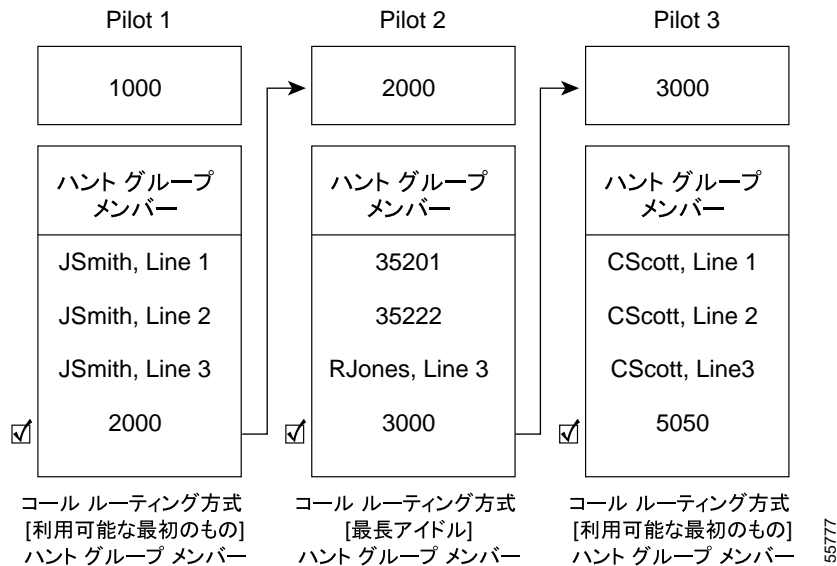 Pilot 1
1000
ハント グループ
メンバー
JSmith, Line 1
JSmith, Line 2
JSmith, Line 3
2000
コール ルーティング方式
[利用可能な最初のもの]
ハント グループ メンバー
Pilot 2
2000
ハント グループ
メンバー
35201
35222
RJones, Line 3
3000
コール ルーティング方式
[最長アイドル]
ハント グループ メンバー
Pilot 3
3000
ハント グループ
メンバー
CScott, Line 1
CScott, Line 2
CScott, Line3
5050
コール ルーティング方式
[利用可能な最初のもの]
ハント グループ メンバー
55777